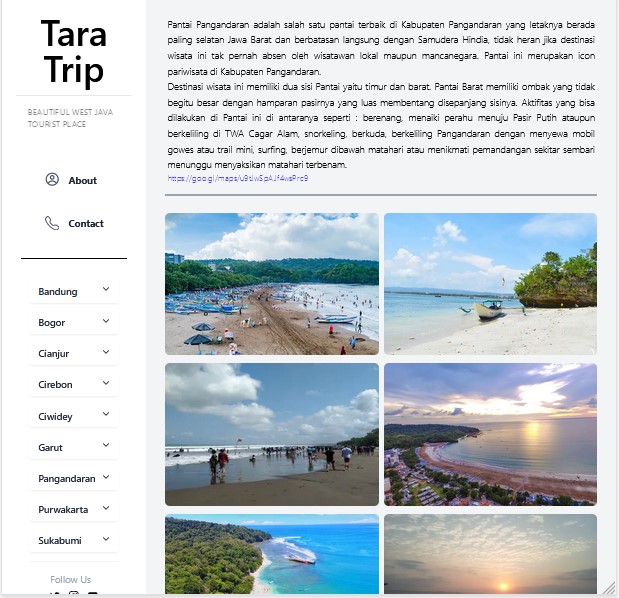 Tara
Trip
BEAUTIFUL WEST JAVA
TOURIST PLACE
About
Contact
Bandung
Bogor
Cianjur
Cirebon
Ciwidey
Garut
Pangandaran
Purwakarta
Sukabumi
Follow Us
Pantai Pangandaran adalah salah satu pantai terbaik di Kabupaten Pangandaran yang letaknya berada
paling selatan Jawa Barat dan berbatasan langsung dengan Samudera Hindia, tidak heran jika destinasi
wisata ini tak pernah absen oleh wisatawan lokal maupun mancanegara. Pantai ini merupakan icon
pariwisata di Kabupaten Pangandaran.
Destinasi wisata ini memiliki dua sisi Pantai yaitu timur dan barat. Pantai Barat memiliki ombak yang tidak
begitu besar dengan hamparan pasirnya yang luas membentang disepanjang sisinya. Aktifitas yang bisa
dilakukan di Pantai ini di antaranya seperti : berenang, menaiki perahu menuju Pasir Putih ataupun
berkeliling di TWA Cagar Alam, snorkeling, berkuda, berkeliling Pangandaran dengan menyewa mobil
gowes atau trail mini, surfing, berjemur dibawah matahari atau menikmati pemandangan sekitar sembari
menunggu menyaksikan matahari terbenam.